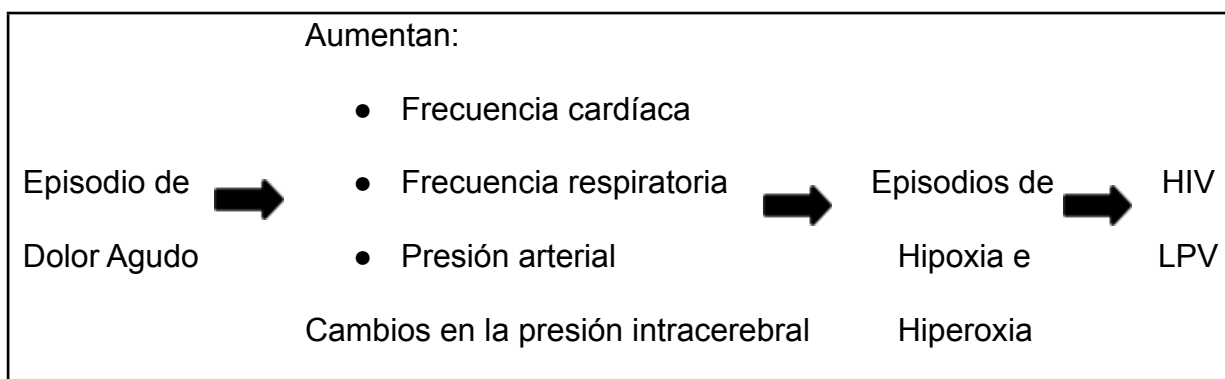 Aumentan:
● Frecuencia cardíaca
Episodio de
● Frecuencia respiratoria
Episodios de
HIV
Dolor Agudo
● Presión arterial
Hipoxia e
LPV
Cambios en la presión intracerebral
Hiperoxia